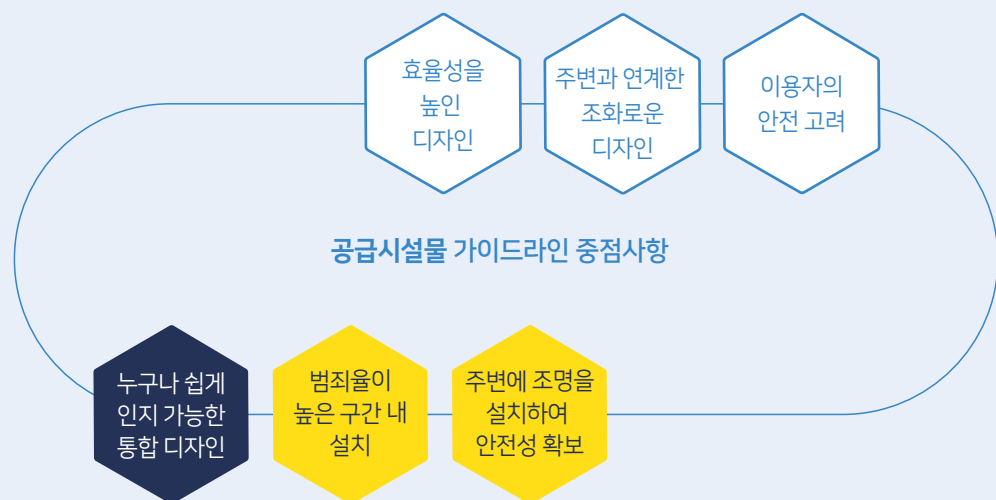 효율성을
높인
디자인
주변과 연계한
조화로운
디자인
이용자의
안전 고려
공급시설물 가이드라인 중점사항
누구나 쉽게
인지 가능한
통합 디자인
범죄율이
높은 구간 내
설치
주변에 조명을
설치하여
안전성 확보